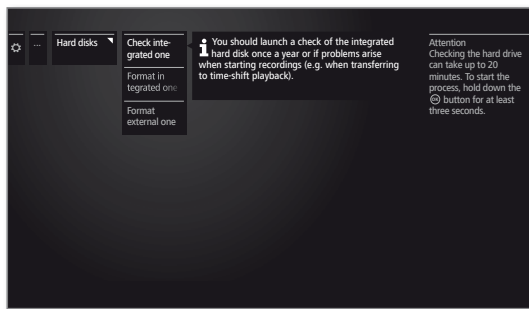 ...
Hard disks
Check inte-
grated one
Format in
tegrated one
Format
external one
i You should launch a check of the integrated
hard disk once a year or if problems arise
when starting recordings (e.g. when transferring
to time-shift playback).
Attention
Checking the hard drive
can take up to 20
minutes. To start the
process, hold down the
OK button for at least
three seconds.